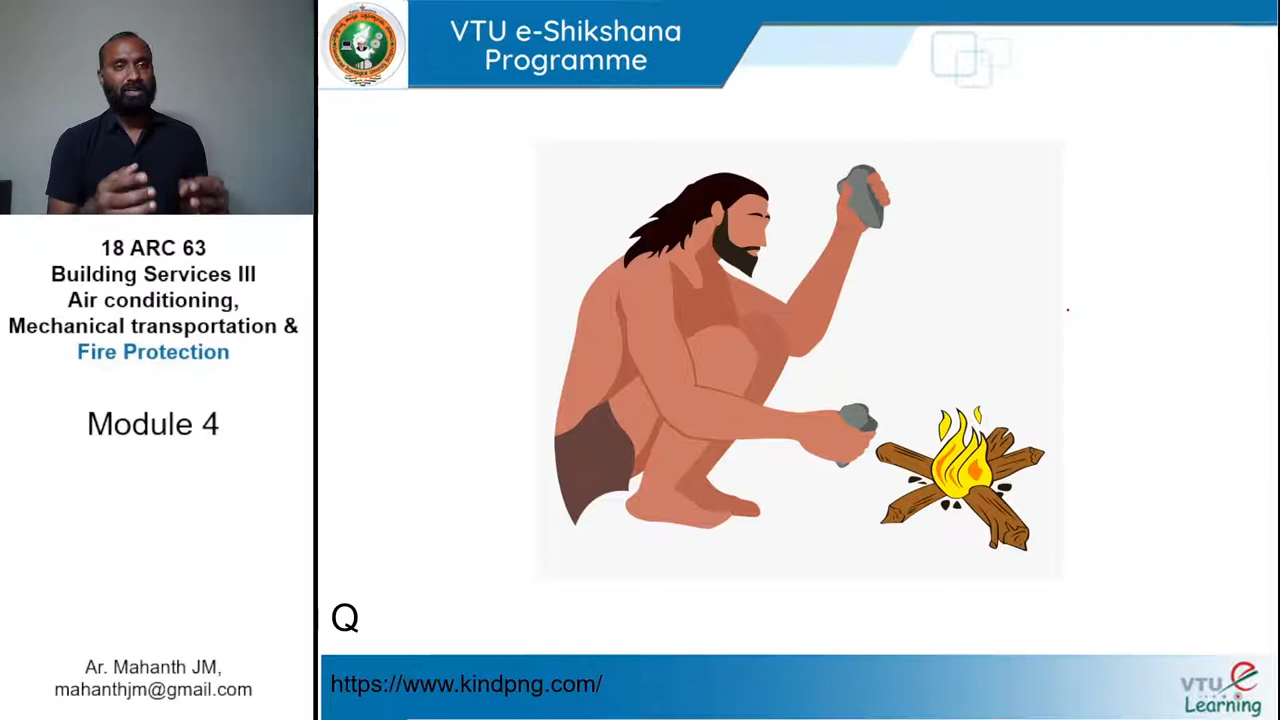 VTU e-Shikshana
Programme
18 ARC 63
Building Services III
Air conditioning,
Mechanical transportation &
Fire Protection
Module 4
Ar. Mahanth JM,
mahanthjm@gmail.com
Q
https://www.kindpng.com/
VTU e
Learning